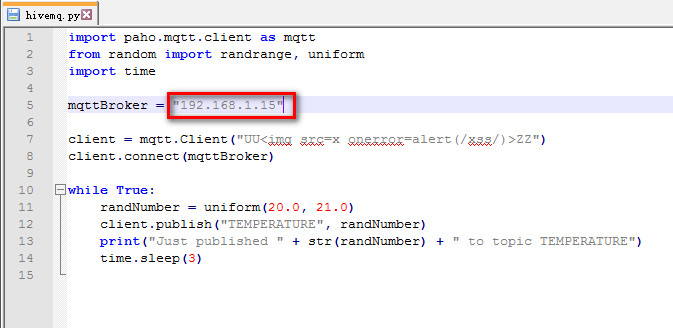 hivemq.py
1 import paho.mqtt.client as mqtt
2 from random import randrange, uniform
3 import time
4
5 mqttBroker = "192.168.1.15"
6
7 client = mqtt.Client("UU<img src=x onerror=alert(/xss/)>ZZ")
8 client.connect(mqttBroker)
9
10 while True:
11 randNumber = uniform(20.0, 21.0)
12 client.publish("TEMPERATURE", randNumber)
13 print("Just published " + str(randNumber) + " to topic TEMPERATURE")
14 time.sleep(3)
15